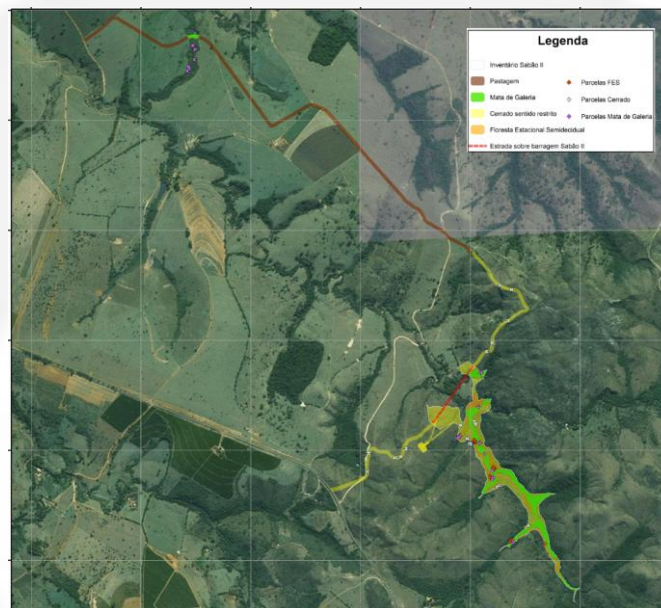 Legenda
Inventário Sabão II
Pastagem
Mata de Galeria
Cerrado sentido restrito
Floresta Estacional Semidecidual
Estrada sobre barragem Sabão II
Parcelas FES
Parcelas Cerrado
Parcelas Mata de Galeria